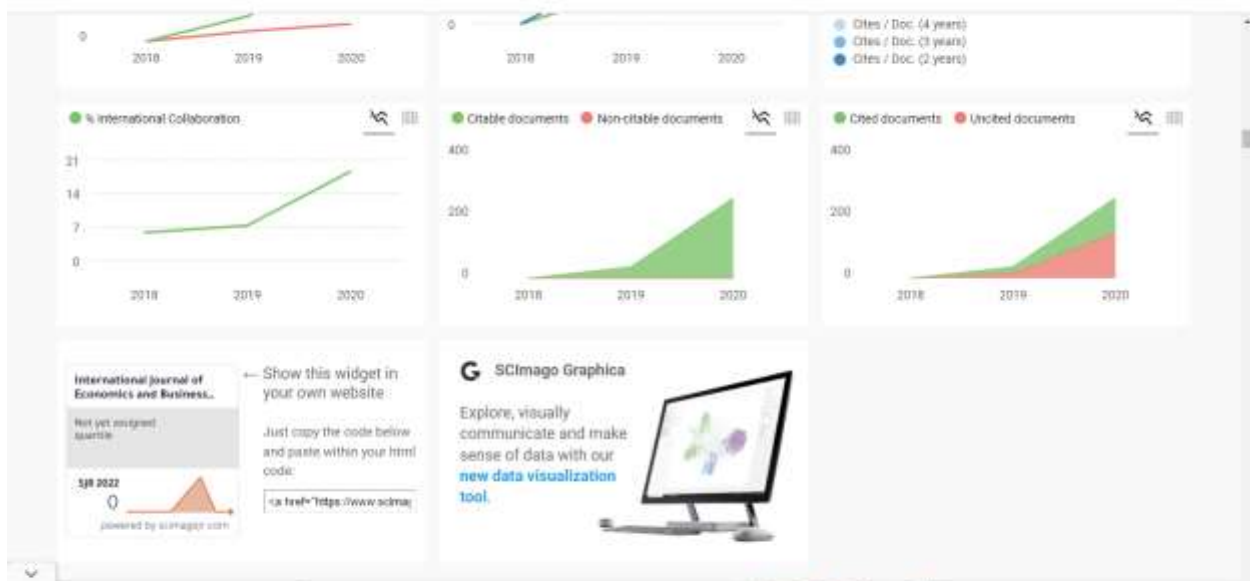 0
2018 2019 2020
0
2018 2019 2020
Cites / Doc. (4 years)
Cites / Doc. (3 years)
Cites / Doc. (2 years)
% International Collaboration
21
14
7
0
2018 2019 2020
Citable documents Non-citable documents
400
200
0
2018 2019 2020
Cited documents Uncited documents
400
200
0
2018 2019 2020
International Journal of
Economics and Business...
Not yet assigned
quartile
SJR 2022
0
powered by scimagojr.com
← Show this widget in
your own website
Just copy the code below
and paste within your html
code:
<a href="https://www.scimag
G SCImago Graphica
Explore, visually
communicate and make
sense of data with our
new data visualization
tool.